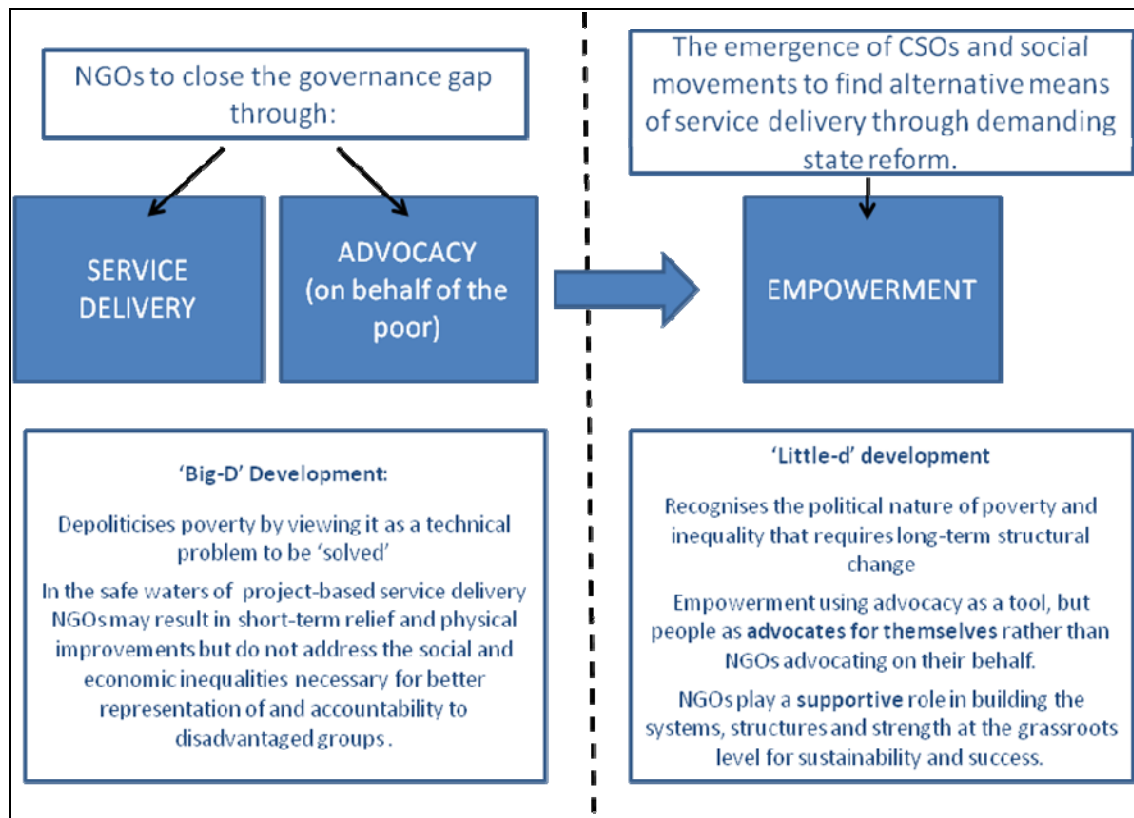 NGOs to close the governance gap
through:
SERVICE
DELIVERY
ADVOCACY
(on behalf of the
poor)
‘Big-D’ Development:
Depoliticises poverty by viewing it as a technical
problem to be ‘solved’
In the safe waters of project-based service delivery
NGOs may result in short-term relief and physical
improvements but do not address the social and
economic inequalities necessary for better
representation of and accountability to
disadvantaged groups.
The emergence of CSOs and social
movements to find alternative means
of service delivery through demanding
state reform.
EMPOWERMENT
‘Little-d’ development
Recognises the political nature of poverty and
inequality that requires long-term structural
change
Empowerment using advocacy as a tool, but
people as advocates for themselves rather than
NGOs advocating on their behalf.
NGOs play a supportive role in building the
systems, structures and strength at the grassroots
level for sustainability and success.